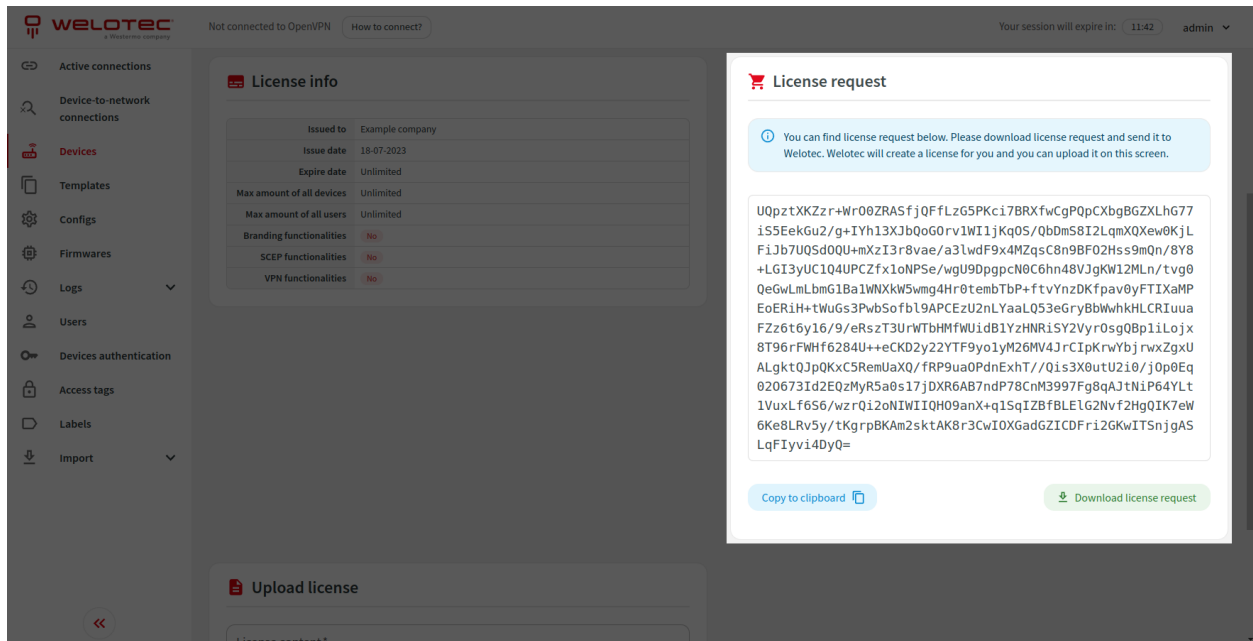 WELOTEC
a Westermo company
Not connected to OpenVPN
How to connect?
Your session will expire in:
11:42
admin
Active connections
Device-to-network
connections
Devices
Templates
Configs
Firmwares
Logs
Users
Devices authentication
Access tags
Labels
Import
License info
Issued to Example company
Issue date 18-07-2023
Expire date Unlimited
Max amount of all devices Unlimited
Max amount of all users Unlimited
Branding functionalities No
SCEP functionalities No
VPN functionalities No
Upload license
License content *
License request
You can find license request below. Please download license request and send it to
Welotec. Welotec will create a license for you and you can upload it on this screen.
UQpztXKZzr+WrO0ZRASfjQFfLzG5PKci7BRXfwCgPQpCXbgBGZXLhG77
iS5EekGu2/g+IYh13XJbQoGOrv1WI1jKqOS/QbDmS8I2LqmXQXew0KjL
FiJb7UQSdOQU+mXzI3r8vae/a3lwdF9x4MZqsC8n9BFO2Hss9mQn/8Y8
+LGI3yUC1Q4UPCZfx1oNPSe/wgU9DpgpcN0C6hn48VJgKW12MLn/tvg0
QeGwLmLbmG1Ba1WNXkW5wmg4Hr0tembTbP+ftvYnzDKfpav0yFTIXaMP
EoERiH+tWuGs3PwbSofbl9APCEzU2nLYaaLQ53eGryBbWwhkHLCRIuua
FZz6t6y16/9/eRszT3UrWTbHMfWUidB1YzHNRiSY2VyrOsgQBp1iLojx
8T96rFWHf6284U++eCKD2y22YTF9yo1yM26MV4JrCIpKrwYbjrwxZgxU
ALgktQJpQKxC5RemUaXQ/fRP9uaOPdnExhT//Qis3X0utU2i0/jOp0Eq
02O673Id2EQzMyR5a0s17jDXR6AB7ndP78CnM3997Fg8qAJtNiP64YLt
1VuxLf6S6/wzrQi2oNIWIIQHO9anX+q1SqIZBfBLElG2Nvf2HgQIK7eW
6Ke8LRv5y/tKgrpBKAm2sktAK8r3CwIOXGadGZICDFri2GKwITSnjgAS
LqFIyvi4DyQ=
Copy to clipboard
Download license request